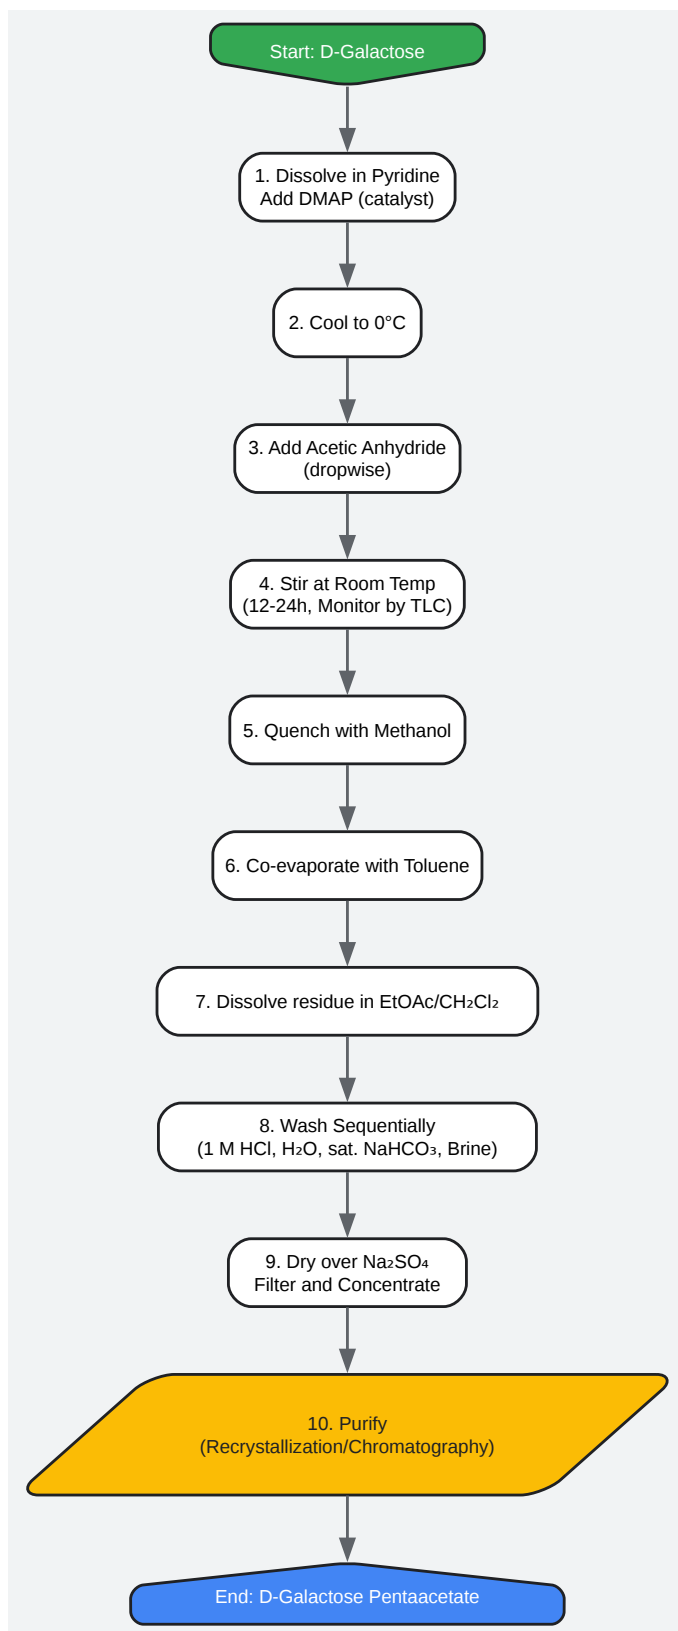 Start: D-Galactose
1. Dissolve in Pyridine
Add DMAP (catalyst)
2. Cool to 0°C
3. Add Acetic Anhydride
(dropwise)
4. Stir at Room Temp
(12-24h, Monitor by TLC)
5. Quench with Methanol
6. Co-evaporate with Toluene
7. Dissolve residue in EtOAc/CH₂Cl₂
8. Wash Sequentially
(1 M HCl, H₂O, sat. NaHCO₃, Brine)
9. Dry over Na₂SO₄
Filter and Concentrate
10. Purify
(Recrystallization/Chromatography)
End: D-Galactose Pentaacetate